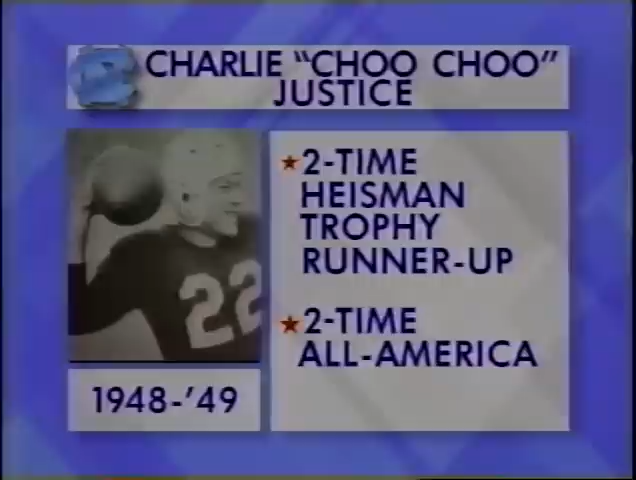 CHARLIE “CHOO CHOO”
JUSTICE
22
1948-'49
2-TIME
HEISMAN
TROPHY
RUNNER-UP
2-TIME
ALL-AMERICA